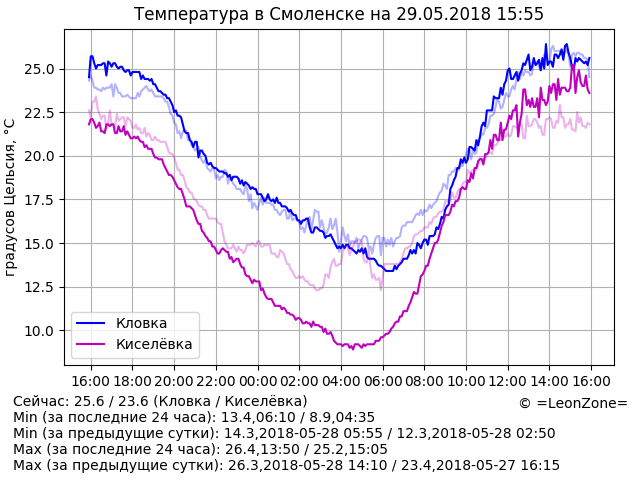 Температура в Смоленске на 29.05.2018 15:55
градусов Цельсия, °C
25.0
22.5
20.0
17.5
15.0
12.5
10.0
Кловка
Киселёвка
16:00 18:00 20:00 22:00 00:00 02:00 04:00 06:00 08:00 10:00 12:00 14:00 16:00
Сейчас: 25.6 / 23.6 (Кловка / Киселёвка)
© =LeonZone=
Min (за последние 24 часа): 13.4,06:10 / 8.9,04:35
Min (за предыдущие сутки): 14.3,2018-05-28 05:55 / 12.3,2018-05-28 02:50
Max (за последние 24 часа): 26.4,13:50 / 25.2,15:05
Max (за предыдущие сутки): 26.3,2018-05-28 14:10 / 23.4,2018-05-27 16:15